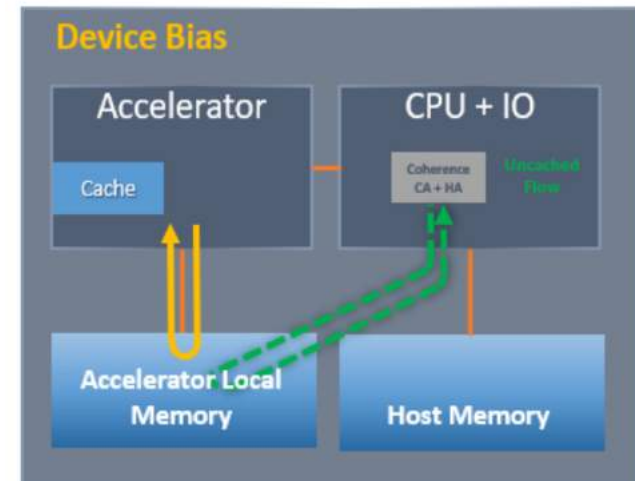 Device Bias
Accelerator
CPU + IO
Cache
Coherence
CA + HA
Uncached
Flow
Accelerator Local
Memory
Host Memory